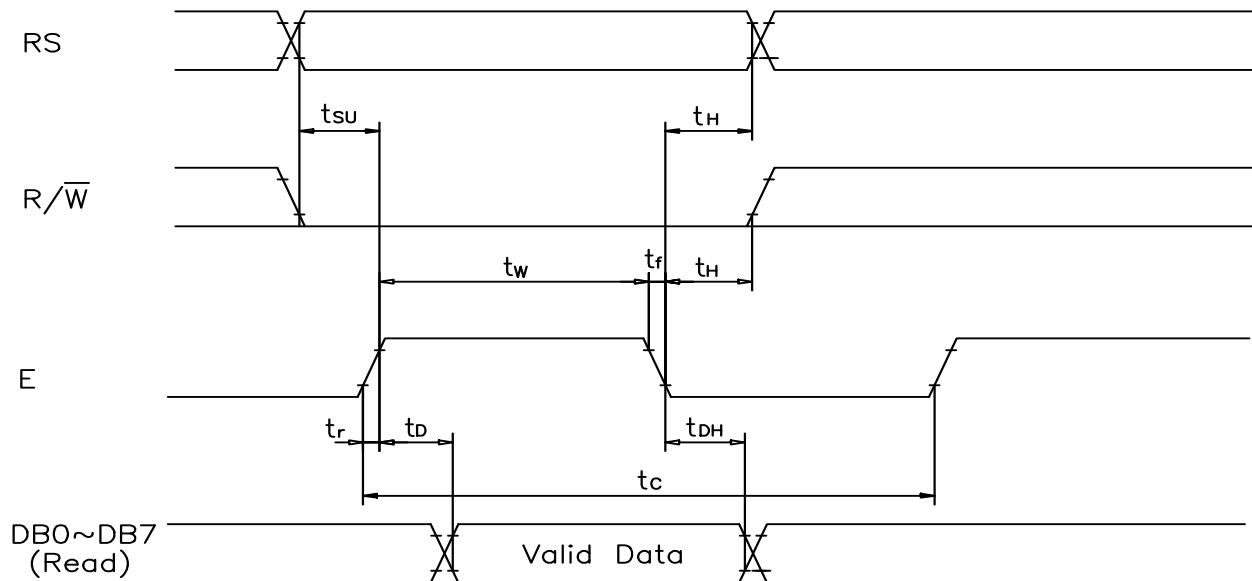 RS
tSU
tH
R/W̅
tW
tf
tH
E
tr
tD
tDH
tC
DB0~DB7
(Read)
Valid Data